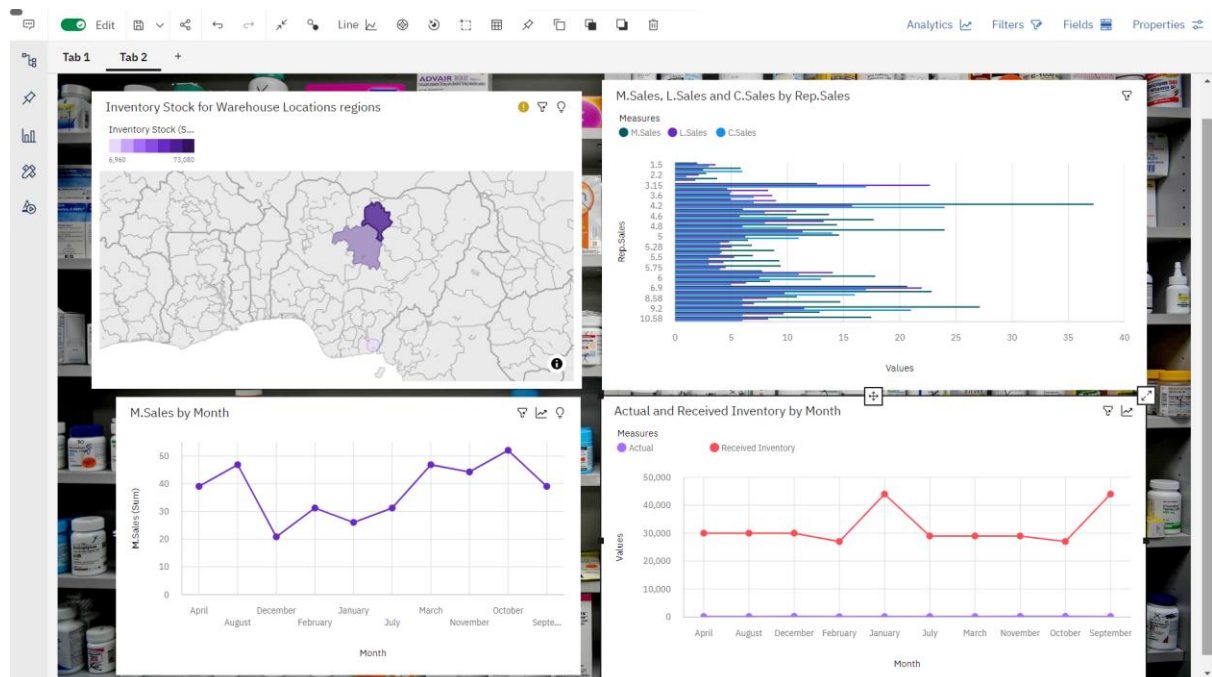 Edit
Line
Analytics
Filters
Fields
Properties
Tab 1
Tab 2
+
ADVAIR
Inventory Stock for Warehouse Locations regions
Inventory Stock (S...
6,960
73,080
M.Sales, L.Sales and C.Sales by Rep.Sales
Measures
M.Sales
L.Sales
C.Sales
Rep.Sales
1.5
2.2
3.15
3.6
4.2
4.6
4.8
5
5.28
5.5
5.75
6
6.9
8.58
9.2
10.58
0 5 10 15 20 25 30 35 40
Values
M.Sales by Month
M.Sales (Sum)
50
40
30
20
10
0
April December January March October
August February July November Septe...
Month
Actual and Received Inventory by Month
Measures
Actual
Received Inventory
Values
50,000
40,000
30,000
20,000
10,000
0
April August December February January July March November October September
Month